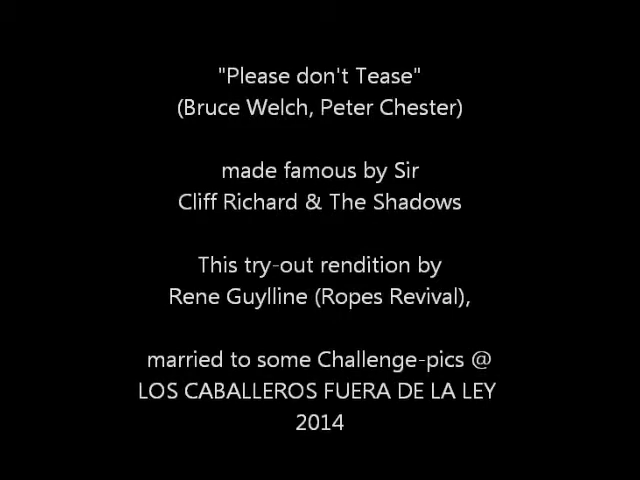 "Please don't Tease"
(Bruce Welch, Peter Chester)
made famous by Sir
Cliff Richard & The Shadows
This try-out rendition by
Rene Guylline (Ropes Revival),
married to some Challenge-pics @
LOS CABALLEROS FUERA DE LA LEY
2014